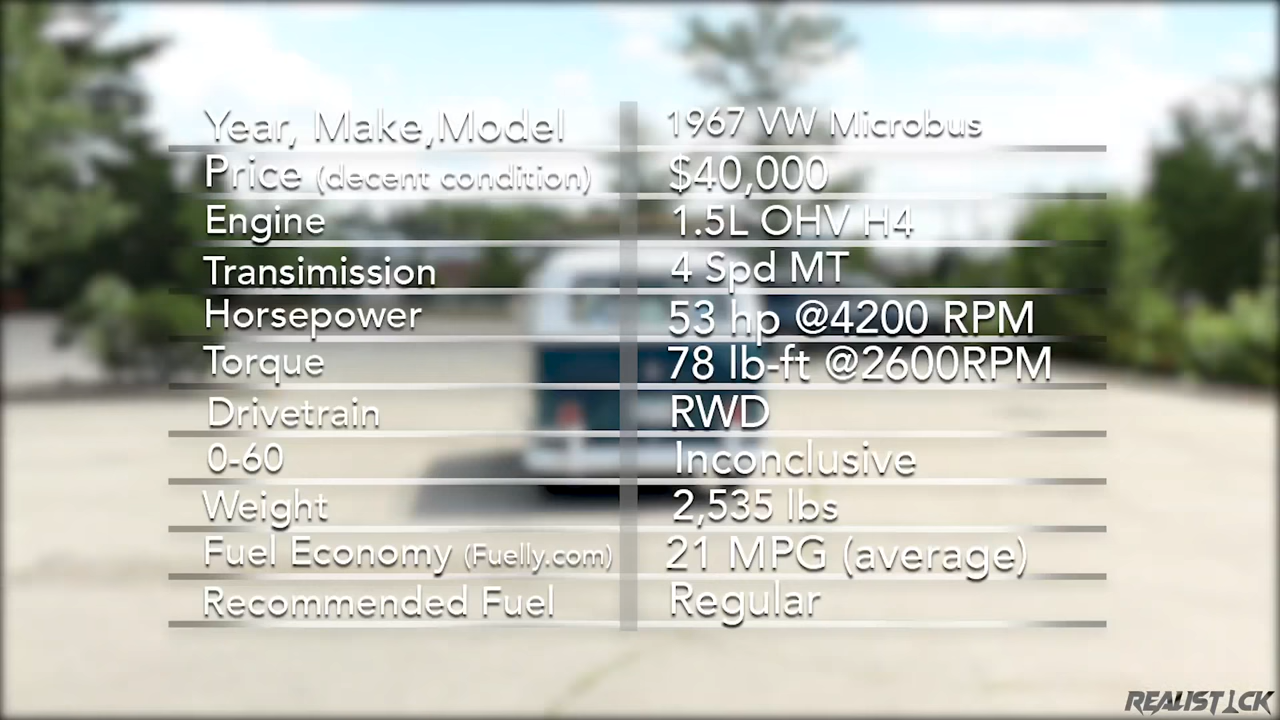 Year, Make,Model 1967 VW Microbus
Price (decent condition) $40,000
Engine 1.5L OHV H4
Transimission 4 Spd MT
Horsepower 53 hp @4200 RPM
Torque 78 lb-ft @2600RPM
Drivetrain RWD
0-60 Inconclusive
Weight 2,535 lbs
Fuel Economy (Fuelly.com) 21 MPG (average)
Recommended Fuel Regular
REALISTICK